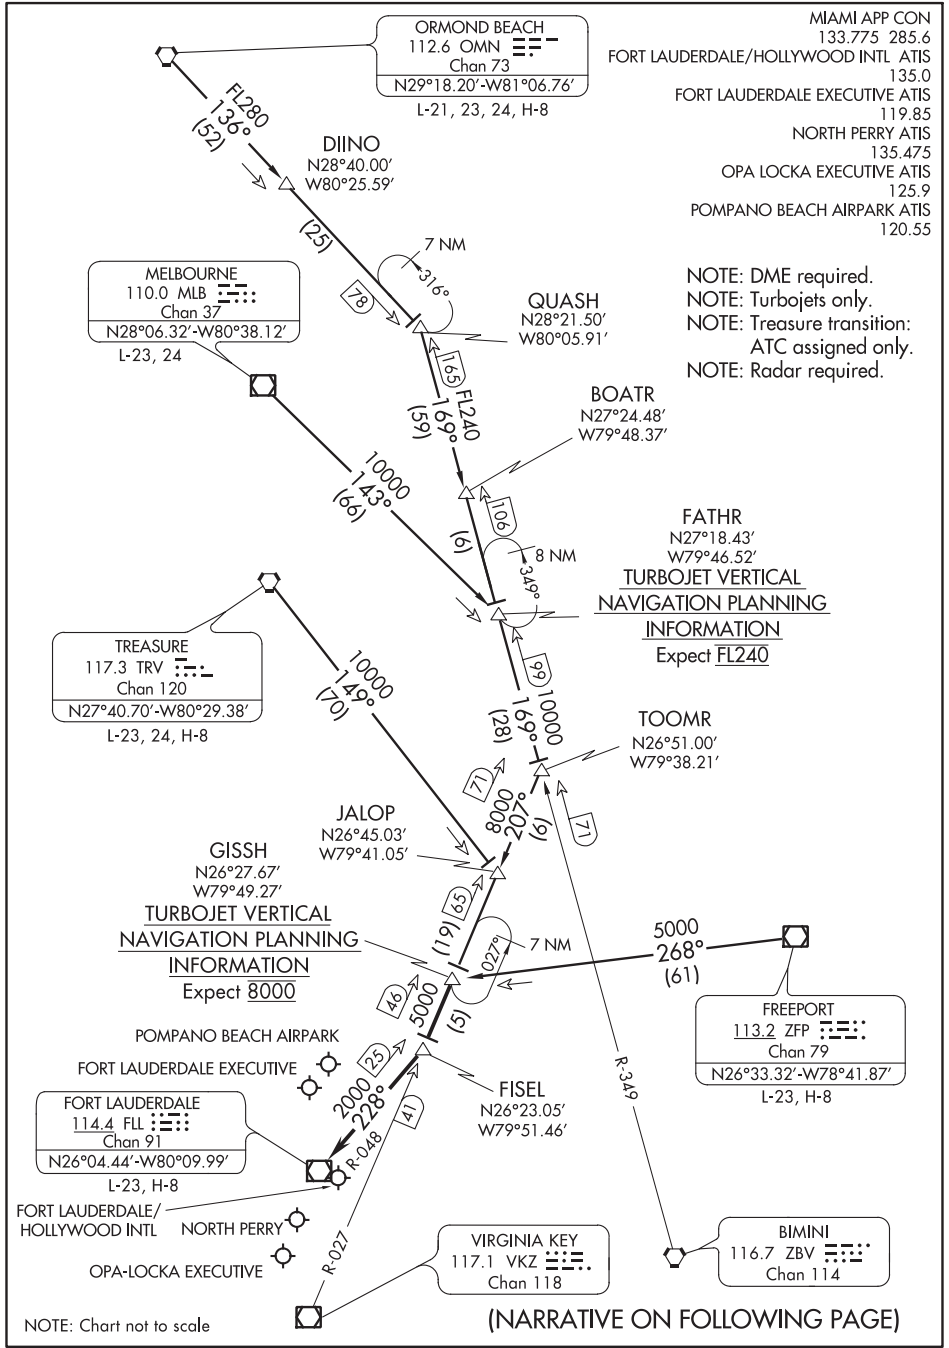 ORMOND BEACH
112.6 OMN
Chan 73
N29°18.20’-W81°06.76’
L-21, 23, 24, H-8
MIAMI APP CON
133.775 285.6
FORT LAUDERDALE/HOLLYWOOD INTL ATIS
135.0
FORT LAUDERDALE EXECUTIVE ATIS
119.85
NORTH PERRY ATIS
135.475
OPA LOCKA EXECUTIVE ATIS
125.9
POMPANO BEACH AIRPARK ATIS
120.55
NOTE: DME required.
NOTE: Turbojets only.
NOTE: Treasure transition:
ATC assigned only.
NOTE: Radar required.
FL280
136°
(52)
DIINO
N28°40.00’
W80°25.59’
(25)
7 NM
316°
78
MELBOURNE
110.0 MLB
Chan 37
N28°06.32’-W80°38.12’
L-23, 24
QUASH
N28°21.50’
W80°05.91’
165
FL240
169°
(59)
BOATR
N27°24.48’
W79°48.37’
10000
143°
(66)
106
(6)
8 NM
349°
FATHR
N27°18.43’
W79°46.52’
TURBOJET VERTICAL
NAVIGATION PLANNING
INFORMATION
Expect FL240
TREASURE
117.3 TRV
Chan 120
N27°40.70’-W80°29.38’
L-23, 24, H-8
10000
149°
(70)
99
10000
169°
(28)
TOOMR
N26°51.00’
W79°38.21’
71
8000
207°
(6)
71
JALOP
N26°45.03’
W79°41.05’
GISSH
N26°27.67’
W79°49.27’
TURBOJET VERTICAL
NAVIGATION PLANNING
INFORMATION
Expect 8000
65
(19)
027°
7 NM
5000
268°
(61)
FREEPORT
113.2 ZFP
Chan 79
N26°33.32’-W78°41.87’
L-23, H-8
46
5000
(5)
POMPANO BEACH AIRPARK
FORT LAUDERDALE EXECUTIVE
25
2000
228°
R-048
41
FISEL
N26°23.05’
W79°51.46’
R-349
FORT LAUDERDALE
114.4 FLL
Chan 91
N26°04.44’-W80°09.99’
L-23, H-8
FORT LAUDERDALE/
HOLLYWOOD INTL
NORTH PERRY
OPA-LOCKA EXECUTIVE
R-027
VIRGINIA KEY
117.1 VKZ
Chan 118
BIMINI
116.7 ZBV
Chan 114
NOTE: Chart not to scale
(NARRATIVE ON FOLLOWING PAGE)